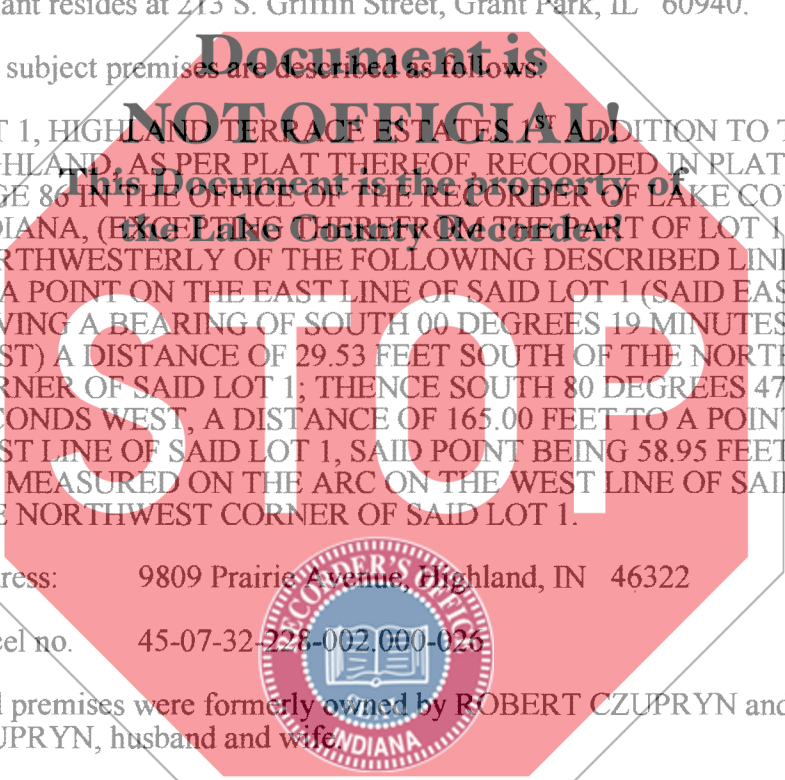 ant resides at 213 S. Griffin Street, Grant Park, IL 60940.
Document is
subject premises are described as follows:
NOT OFFICIAL!
T 1, HIGHLAND TERRACE ESTATES 1ST ADDITION TO T
HLAND, AS PER PLAT THEREOF, RECORDED IN PLAT
This Document is the property of
GE 86 IN THE OFFICE OF THE RECORDER OF LAKE COU
the Lake County Recorder!
DIANA, (EXCEPTING THEREFROM THE PART OF LOT 1
RTHWESTERLY OF THE FOLLOWING DESCRIBED LINE
A POINT ON THE EAST LINE OF SAID LOT 1 (SAID EAS
VING A BEARING OF SOUTH 00 DEGREES 19 MINUTES
ST) A DISTANCE OF 29.53 FEET SOUTH OF THE NORTH
RNER OF SAID LOT 1; THENCE SOUTH 80 DEGREES 47
CONDS WEST, A DISTANCE OF 165.00 FEET TO A POINT
ST LINE OF SAID LOT 1, SAID POINT BEING 58.95 FEET
MEASURED ON THE ARC ON THE WEST LINE OF SAI
E NORTHWEST CORNER OF SAID LOT 1.
STOP
ress: 9809 Prairie Avenue, Highland, IN 46322
cel no. 45-07-32-228-002.000-026
d premises were formerly owned by ROBERT CZUPRYN and
UPRYN, husband and wife.
RECORDER'S OFFICE
INDIANA